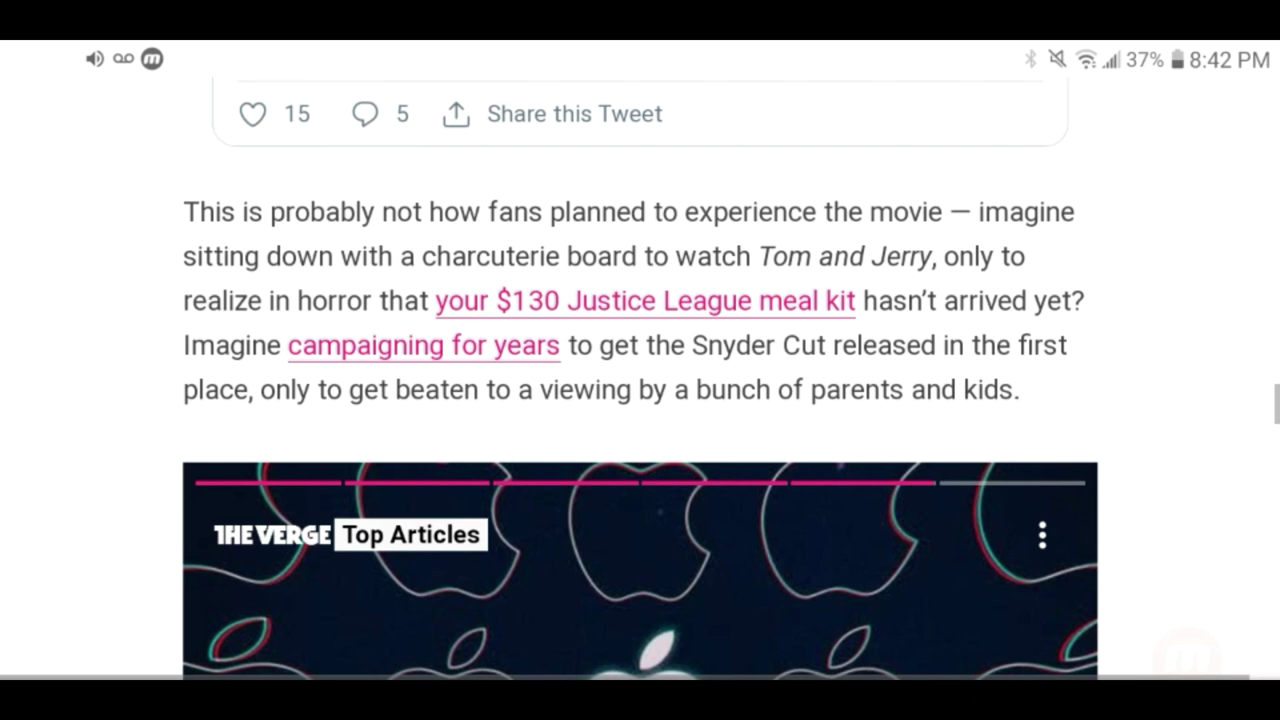 37% 8:42 PM
15 5 Share this Tweet
This is probably not how fans planned to experience the movie — imagine
sitting down with a charcuterie board to watch Tom and Jerry, only to
realize in horror that your $130 Justice League meal kit hasn’t arrived yet?
Imagine campaigning for years to get the Snyder Cut released in the first
place, only to get beaten to a viewing by a bunch of parents and kids.
THE VERGE Top Articles